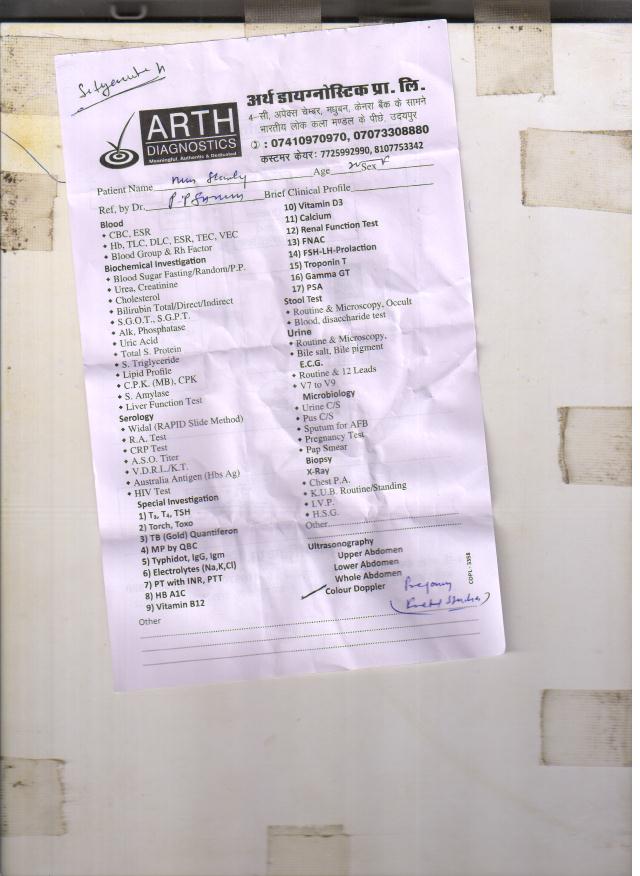 ARTH
DIAGNOSTICS
Meaningful, Authentic & Dedicated
अर्थ डायग्नोस्टिक प्रा. लि.
4-सी, अपेक्स चेम्बर, मधुबन, केनरा बैंक के सामने
भारतीय लोक कला मण्डल के पीछे, उदयपुर
: 07410970970, 07073308880
कस्टमर केयर: 7725992990, 8107753342
Patient Name Age Sex
Ref, by Dr. Brief Clinical Profile
Blood
• CBC, ESR
• Hb, TLC, DLC, ESR, TEC, VEC
• Blood Group & Rh Factor
Biochemical Investigation
• Blood Sugar Fasting/Random/P.P.
• Urea, Creatinine
• Cholesterol
• Bilirubin Total/Direct/Indirect
• S.G.O.T., S.G.P.T.
• Alk, Phosphatase
• Uric Acid
• Total S. Protein
• S. Triglyceride
• Lipid Profile
• C.P.K. (MB), CPK
• S. Amylase
• Liver Function Test
Serology
• Widal (RAPID Slide Method)
• R.A. Test
• CRP Test
• A.S.O. Titer
• V.D.R.L./K.T.
• Australia Antigen (Hbs Ag)
• HIV Test
Special Investigation
1) T₃, T₄, TSH
2) Torch, Toxo
3) TB (Gold) Quantiferon
4) MP by QBC
5) Typhidot, IgG, Igm
6) Electrolytes (Na,K,Cl)
7) PT with INR, PTT
8) HB A1C
9) Vitamin B12
Other
10) Vitamin D3
11) Calcium
12) Renal Function Test
13) FNAC
14) FSH-LH-Prolaction
15) Troponin T
16) Gamma GT
17) PSA
Stool Test
• Routine & Microscopy, Occult
• Blood, disaccharide test
Urine
• Routine & Microscopy,
• Bile salt, Bile pigment
E.C.G.
• Routine & 12 Leads
• V7 to V9
Microbiology
• Urine C/S
• Pus C/S
• Sputum for AFB
• Pregnancy Test
• Pap Smear
Biopsy
X-Ray
• Chest P.A.
• K.U.B. Routine/Standing
• I.V.P.
• H.S.G.
Other
Ultrasonography
Upper Abdomen
Lower Abdomen
Whole Abdomen
Colour Doppler
COPL - 3358